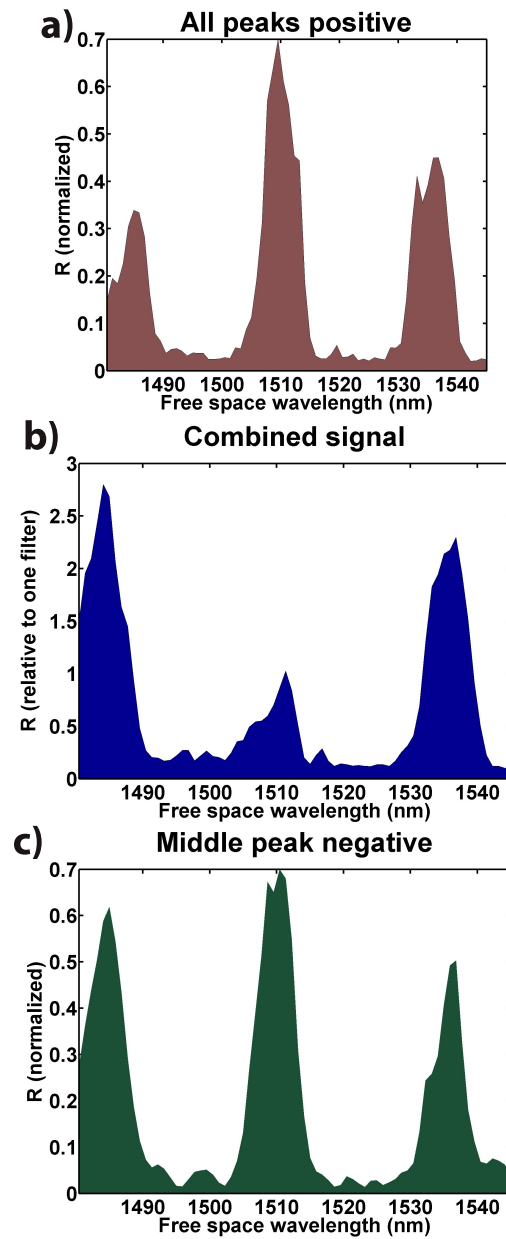 a) All peaks positive
0.7
0.6
0.5
0.4
0.3
0.2
0.1
0
R (normalized)
1490 1500 1510 1520 1530 1540
Free space wavelength (nm)
b) Combined signal
3
2.5
2
1.5
1
0.5
0
R (relative to one filter)
1490 1500 1510 1520 1530 1540
Free space wavelength (nm)
c) Middle peak negative
0.7
0.6
0.5
0.4
0.3
0.2
0.1
0
R (normalized)
1490 1500 1510 1520 1530 1540
Free space wavelength (nm)